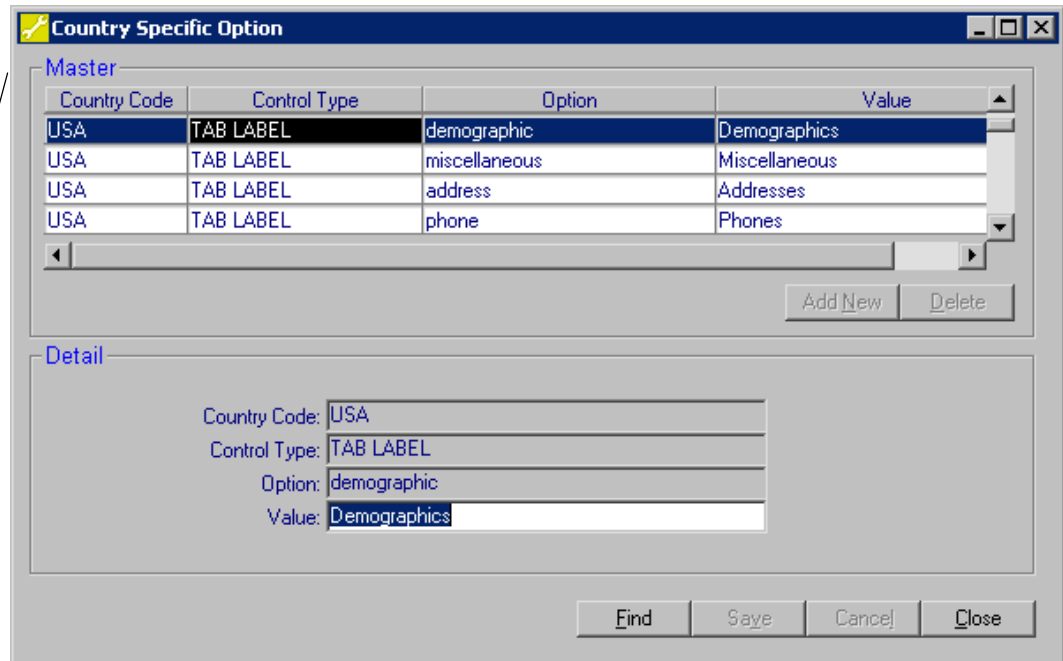 Country Specific Option
Master
Country Code Control Type Option Value
USA TAB LABEL demographic Demographics
USA TAB LABEL miscellaneous Miscellaneous
USA TAB LABEL address Addresses
USA TAB LABEL phone Phones
Add New Delete
Detail
Country Code: USA
Control Type: TAB LABEL
Option: demographic
Value: Demographics
Find Save Cancel Close